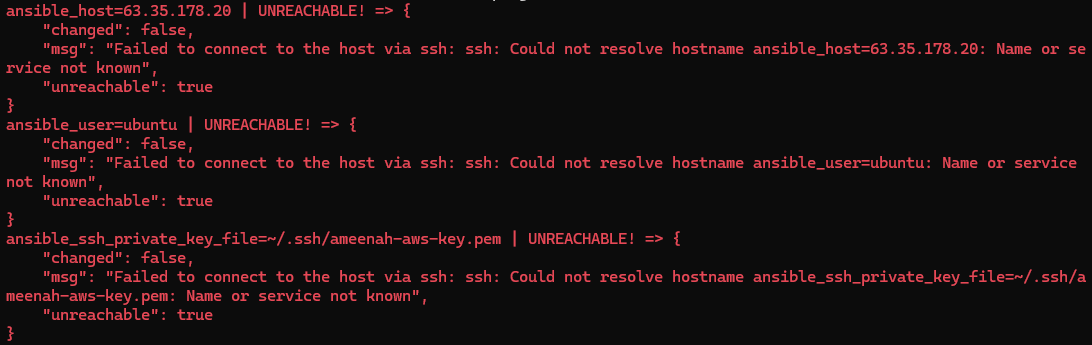 ansible_host=63.35.178.20 | UNREACHABLE! => {
    "changed": false,
    "msg": "Failed to connect to the host via ssh: ssh: Could not resolve hostname ansible_host=63.35.178.20: Name or se
rvice not known",
    "unreachable": true
}
ansible_user=ubuntu | UNREACHABLE! => {
    "changed": false,
    "msg": "Failed to connect to the host via ssh: ssh: Could not resolve hostname ansible_user=ubuntu: Name or service
not known",
    "unreachable": true
}
ansible_ssh_private_key_file=~/.ssh/ameenah-aws-key.pem | UNREACHABLE! => {
    "changed": false,
    "msg": "Failed to connect to the host via ssh: ssh: Could not resolve hostname ansible_ssh_private_key_file=~/.ssh/a
meenah-aws-key.pem: Name or service not known",
    "unreachable": true
}